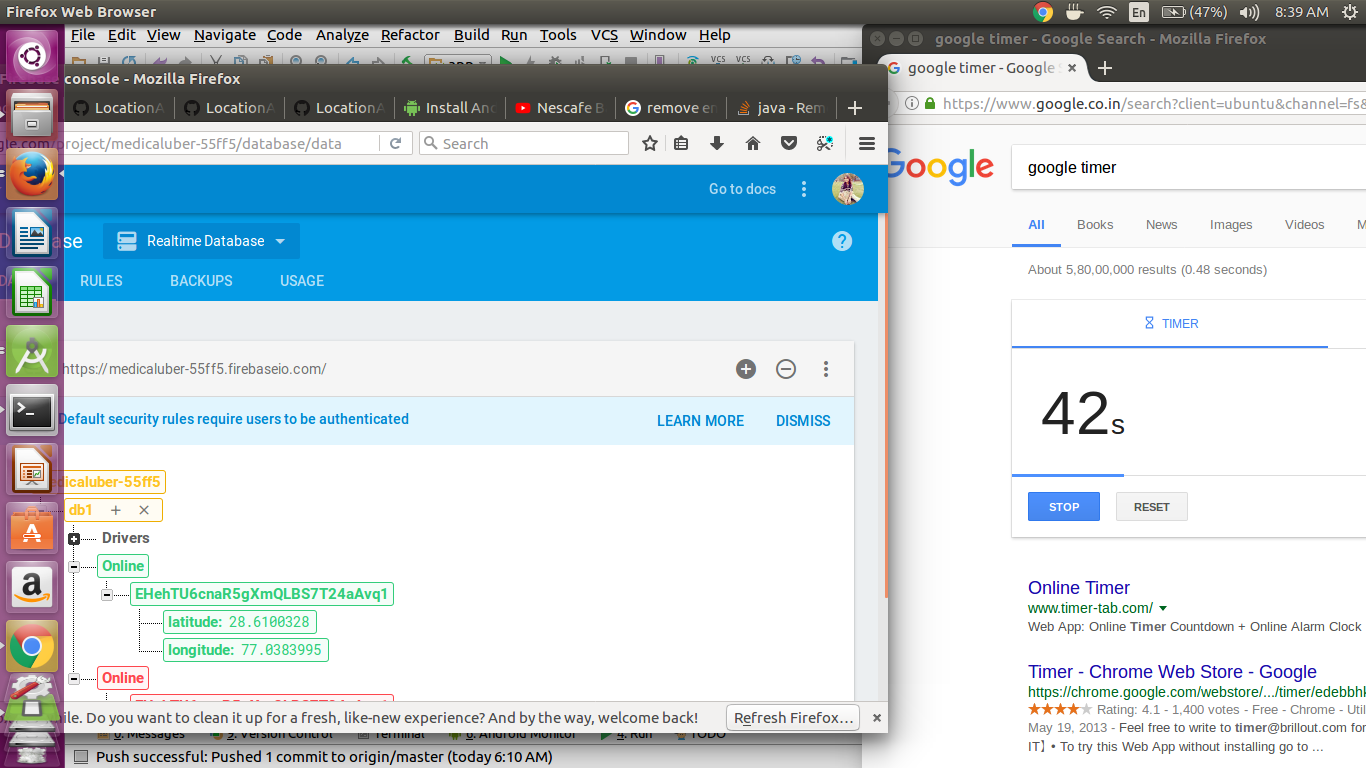 Firefox Web Browser
En
(47%)
8:39 AM
File Edit View Navigate Code Analyze Refactor Build Run Tools VCS Window Help
console - Mozilla Firefox
LocationA
LocationA
LocationA
Install And
Nescafe B
remove em
java - Rem
gle.com/project/medicaluber-55ff5/database/data
Search
Go to docs
Database
Realtime Database
RULES
BACKUPS
USAGE
https://medicaluber-55ff5.firebaseio.com/
Default security rules require users to be authenticated
LEARN MORE
DISMISS
edicaluber-55ff5
db1
Drivers
Online
EHehTU6cnaR5gXmQLBS7T24aAvq1
latitude: 28.6100328
longitude: 77.0383995
Online
ile. Do you want to clean it up for a fresh, like-new experience? And by the way, welcome back!
Refresh Firefox…
0: Messages
9: Version Control
Terminal
6: Android Monitor
4: Run
TODO
Push successful: Pushed 1 commit to origin/master (today 6:10 AM)
google timer - Google Search - Mozilla Firefox
google timer - Google S
https://www.google.co.in/search?client=ubuntu&channel=fs&
Google
google timer
All
Books
News
Images
Videos
M
About 5,80,00,000 results (0.48 seconds)
TIMER
42s
STOP
RESET
Online Timer
www.timer-tab.com/
Web App: Online Timer Countdown + Online Alarm Clock
Timer - Chrome Web Store - Google
https://chrome.google.com/webstore/.../timer/edebbhk
Rating: 4.1 - 1,400 votes - Free - Chrome - Util
May 19, 2013 - Feel free to write to timer@brillout.com for
IT】• To try this Web App without installing go to ...